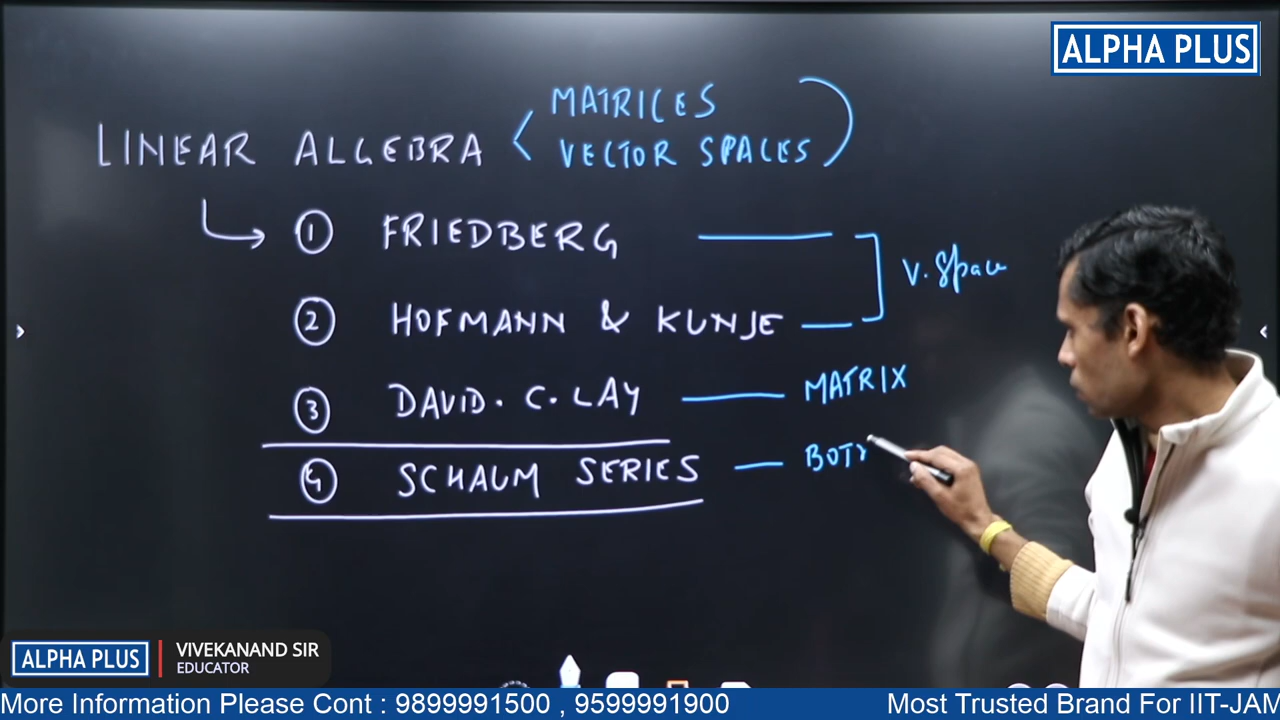 ALPHA PLUS
MATRICES
LINEAR ALGEBRA
VECTOR SPACES
① FRIEDBERG
V. Space
② HOFMANN & KUNJE
③ DAVID. C. LAY MATRIX
④ SCHAUM SERIES BOTH
ALPHA PLUS
VIVEKANAND SIR
EDUCATOR
More Information Please Cont : 9899991500 , 9599991900 Most Trusted Brand For IIT-JAM